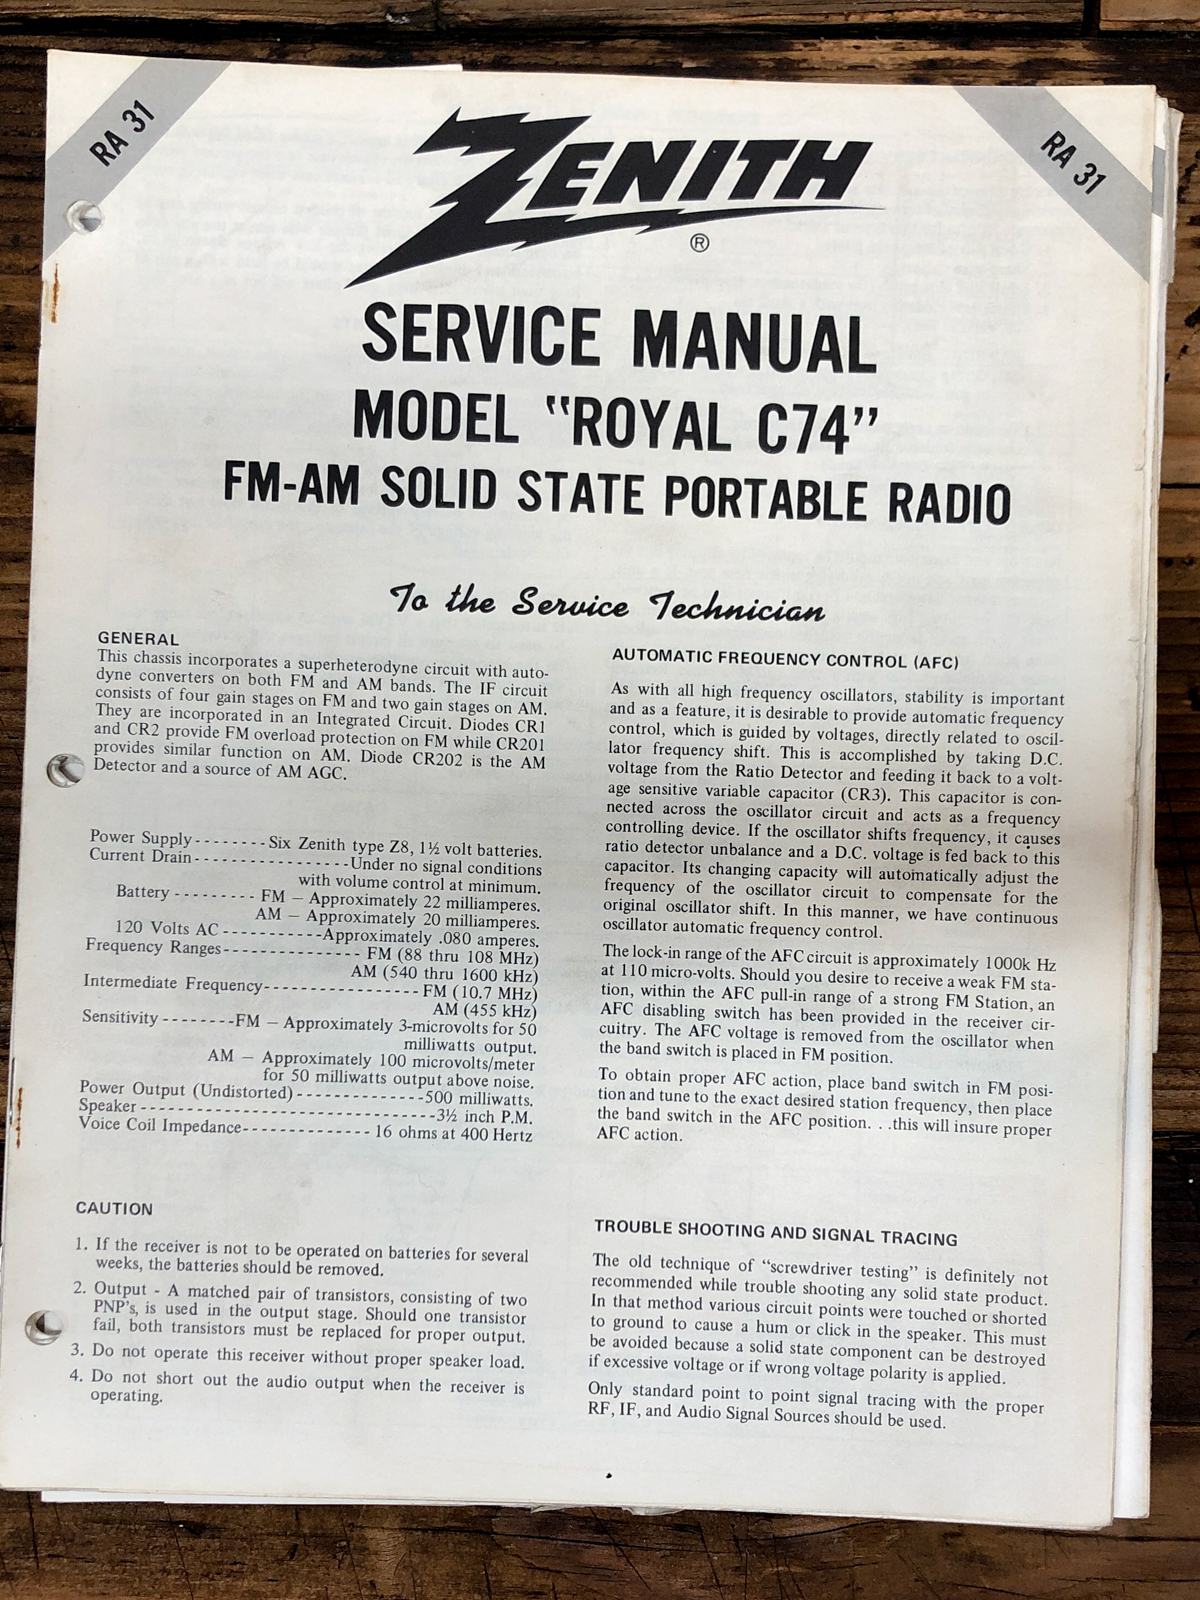 RA 31
RA 31
ZENITH
®
SERVICE MANUAL
MODEL "ROYAL C74"
FM-AM SOLID STATE PORTABLE RADIO
To the Service Technician
GENERAL
This chassis incorporates a superheterodyne circuit with auto-
dyne converters on both FM and AM bands. The IF circuit
consists of four gain stages on FM and two gain stages on AM.
They are incorporated in an Integrated Circuit. Diodes CR1
and CR2 provide FM overload protection on FM while CR201
provides similar function on AM. Diode CR202 is the AM
Detector and a source of AM AGC.
Power Supply - - - - - - - - Six Zenith type Z8, 1½ volt batteries.
Current Drain - - - - - - - - - - - - - - - - - Under no signal conditions
with volume control at minimum.
Battery - - - - - - - - - FM — Approximately 22 milliamperes.
AM — Approximately 20 milliamperes.
120 Volts AC - - - - - - - - - - - Approximately .080 amperes.
Frequency Ranges - - - - - - - - - - - - - - - FM (88 thru 108 MHz)
AM (540 thru 1600 kHz)
Intermediate Frequency - - - - - - - - - - - - - - - - - FM (10.7 MHz)
AM (455 kHz)
Sensitivity - - - - - - - - FM — Approximately 3-microvolts for 50
milliwatts output.
AM — Approximately 100 microvolts/meter
for 50 milliwatts output above noise.
Power Output (Undistorted) - - - - - - - - - - - - - - 500 milliwatts.
Speaker - - - - - - - - - - - - - - - - - - - - - - - - - - - - - - - - 3½ inch P.M.
Voice Coil Impedance - - - - - - - - - - - - - - 16 ohms at 400 Hertz
CAUTION
1. If the receiver is not to be operated on batteries for several
weeks, the batteries should be removed.
2. Output - A matched pair of transistors, consisting of two
PNP's, is used in the output stage. Should one transistor
fail, both transistors must be replaced for proper output.
3. Do not operate this receiver without proper speaker load.
4. Do not short out the audio output when the receiver is
operating.
AUTOMATIC FREQUENCY CONTROL (AFC)
As with all high frequency oscillators, stability is important
and as a feature, it is desirable to provide automatic frequency
control, which is guided by voltages, directly related to oscil-
lator frequency shift. This is accomplished by taking D.C.
voltage from the Ratio Detector and feeding it back to a volt-
age sensitive variable capacitor (CR3). This capacitor is con-
nected across the oscillator circuit and acts as a frequency
controlling device. If the oscillator shifts frequency, it causes
ratio detector unbalance and a D.C. voltage is fed back to this
capacitor. Its changing capacity will automatically adjust the
frequency of the oscillator circuit to compensate for the
original oscillator shift. In this manner, we have continuous
oscillator automatic frequency control.
The lock-in range of the AFC circuit is approximately 1000k Hz
at 110 micro-volts. Should you desire to receive a weak FM sta-
tion, within the AFC pull-in range of a strong FM Station, an
AFC disabling switch has been provided in the receiver cir-
cuitry. The AFC voltage is removed from the oscillator when
the band switch is placed in FM position.
To obtain proper AFC action, place band switch in FM posi-
tion and tune to the exact desired station frequency, then place
the band switch in the AFC position. . .this will insure proper
AFC action.
TROUBLE SHOOTING AND SIGNAL TRACING
The old technique of "screwdriver testing" is definitely not
recommended while trouble shooting any solid state product.
In that method various circuit points were touched or shorted
to ground to cause a hum or click in the speaker. This must
be avoided because a solid state component can be destroyed
if excessive voltage or if wrong voltage polarity is applied.
Only standard point to point signal tracing with the proper
RF, IF, and Audio Signal Sources should be used.